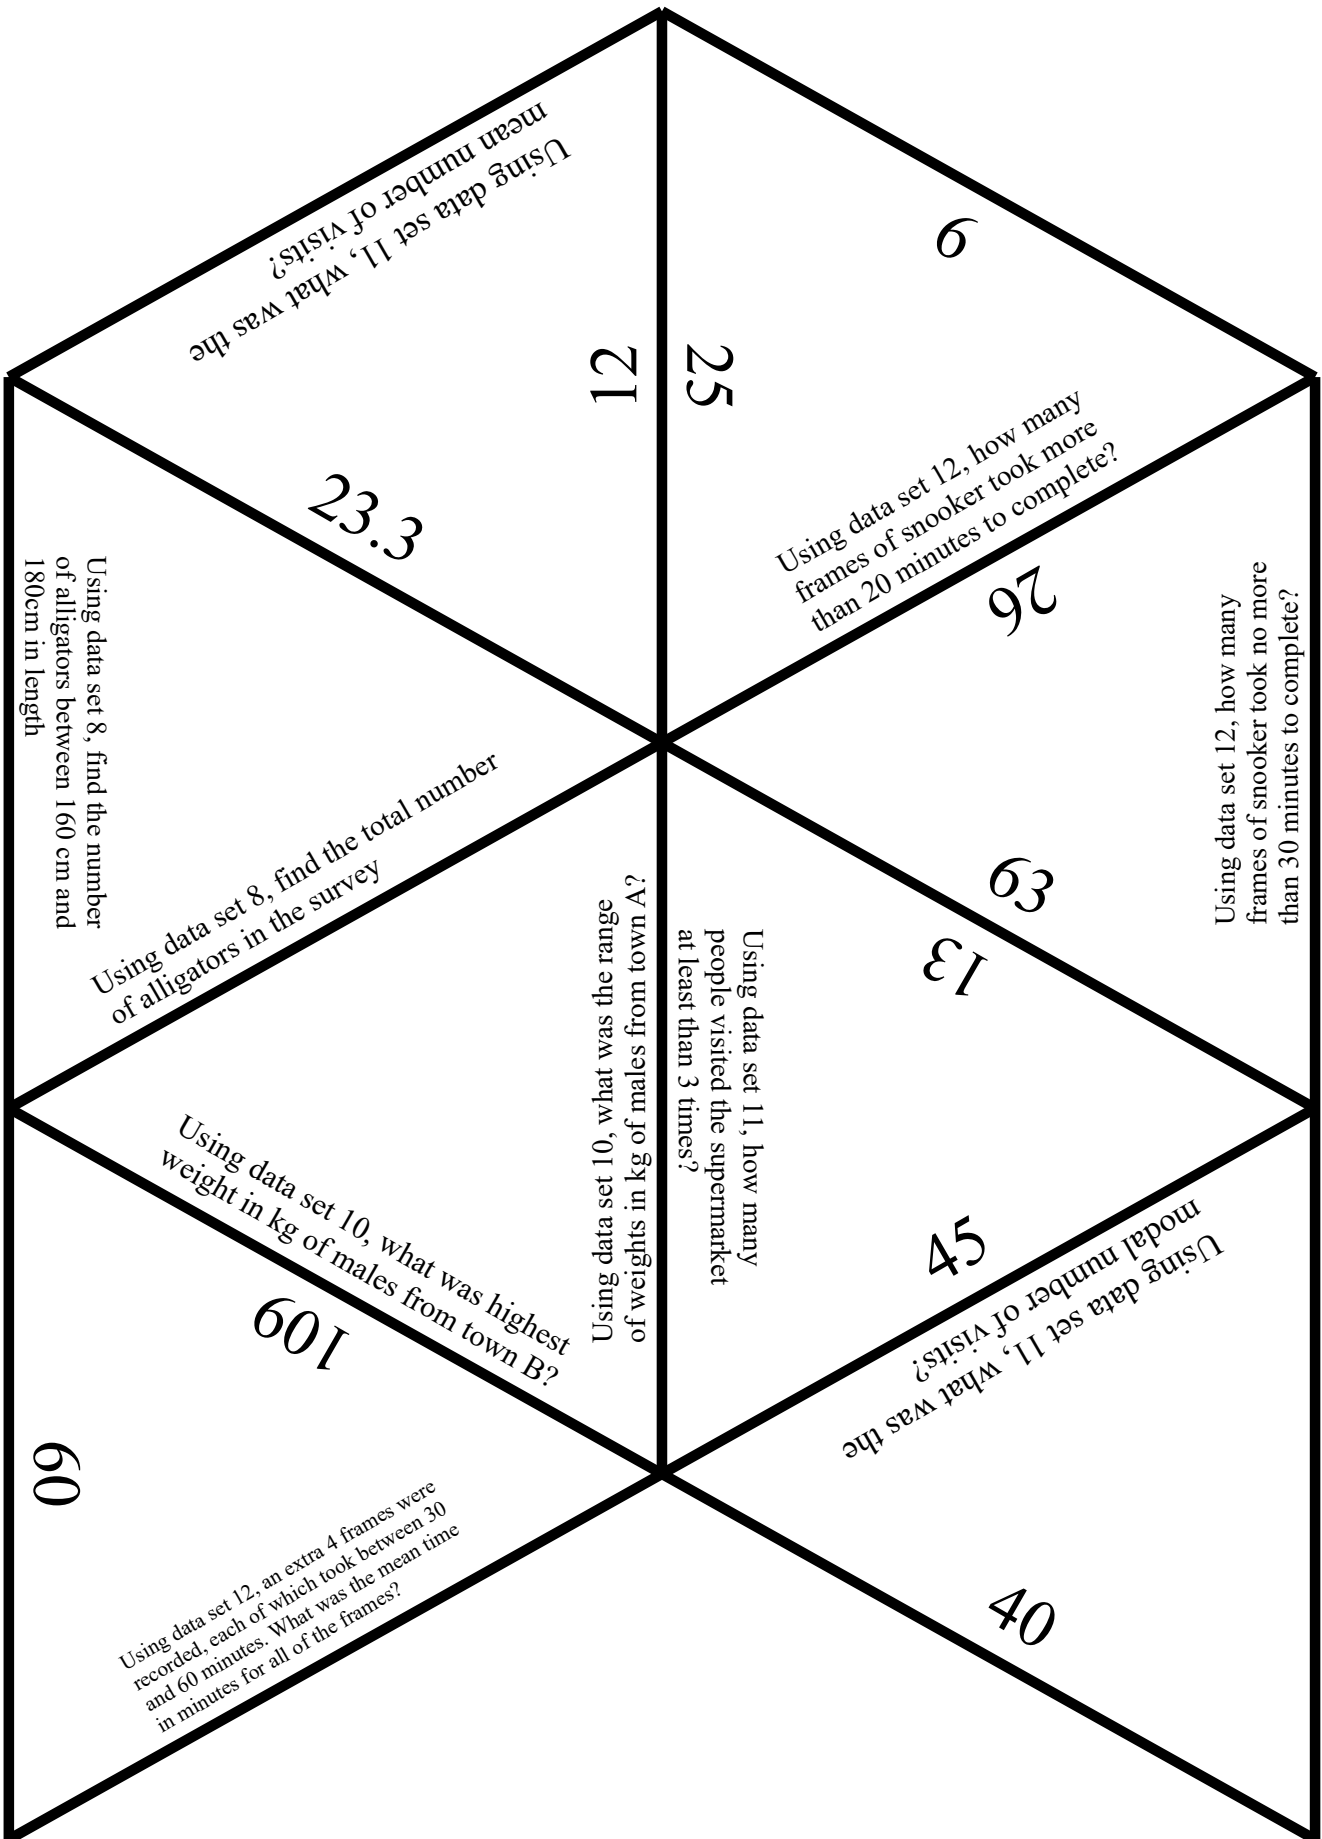 Using data set 11, what was the
mean number of visits?
12
23.3
9
25
Using data set 12, how many
frames of snooker took more
than 20 minutes to complete?
Using data set 8, find the number
of alligators between 160 cm and
180cm in length
Using data set 8, find the total number
of alligators in the survey
26
Using data set 12, how many
frames of snooker took no more
than 30 minutes to complete?
63
Using data set 10, what was the range
of weights in kg of males from town A?
Using data set 10, what was highest
weight in kg of males from town B?
13
Using data set 11, how many
people visited the supermarket
at least than 3 times?
45
109
60
Using data set 12, an extra 4 frames were
recorded, each of which took between 30
and 60 minutes. What was the mean time
in minutes for all of the frames?
Using data set 11, what was the
modal number of visits?
40